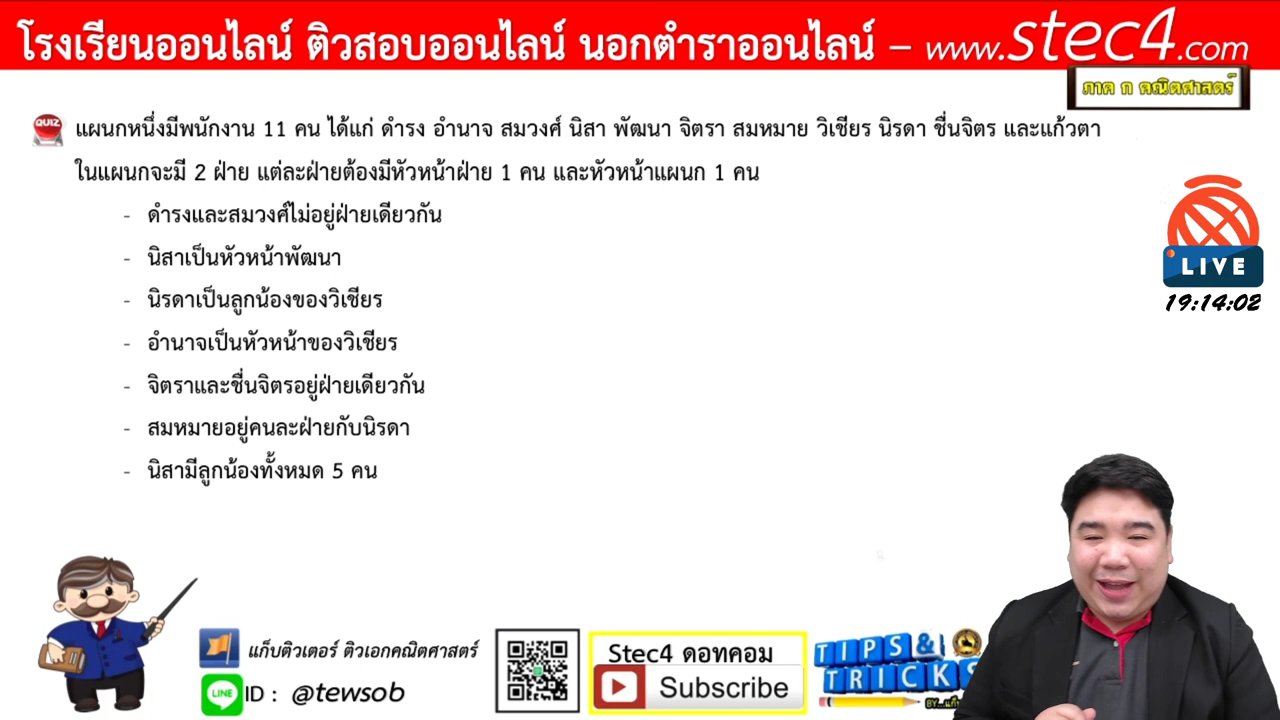 โรงเรียนออนไลน์ ติวสอบออนไลน์ นอกตำราออนไลน์ – www.stec4.com
ภาค ก คณิตศาสตร์
QUIZ แผนกหนึ่งมีพนักงาน 11 คน ได้แก่ ดำรง อำนาจ สมวงศ์ นิสา พัฒนา จิตรา สมหมาย วิเชียร นิรดา ชื่นจิตร และแก้วตา
ในแผนกจะมี 2 ฝ่าย แต่ละฝ่ายต้องมีหัวหน้าฝ่าย 1 คน และหัวหน้าแผนก 1 คน
- ดำรงและสมวงศ์ไม่อยู่ฝ่ายเดียวกัน
- นิสาเป็นหัวหน้าพัฒนา
- นิรดาเป็นลูกน้องของวิเชียร
- อำนาจเป็นหัวหน้าของวิเชียร
- จิตราและชื่นจิตรอยู่ฝ่ายเดียวกัน
- สมหมายอยู่คนละฝ่ายกับนิรดา
- นิสามีลูกน้องทั้งหมด 5 คน
LIVE
19:14:02
แก็บติวเตอร์ ติวเอกคณิตศาสตร์
LINE ID : @tewsob
Stec4 ดอทคอม
Subscribe
TIPS &
TRICKS